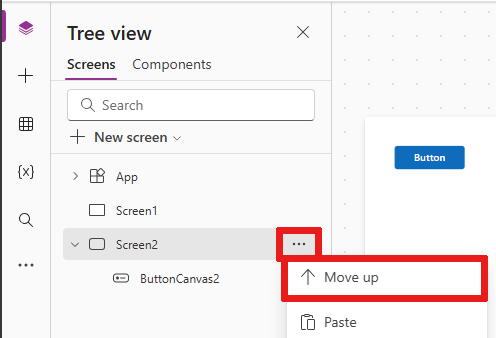 Tree view
Screens Components
Search
New screen
App
Button
{x}
Screen1
Screen2
ButtonCanvas2
Move up
Paste